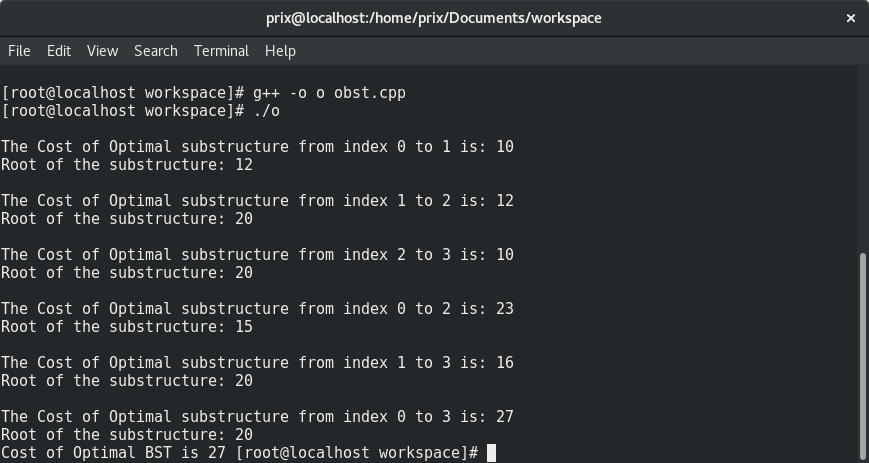 prix@localhost:/home/prix/Documents/workspace
File Edit View Search Terminal Help
[root@localhost workspace]# g++ -o o obst.cpp
[root@localhost workspace]# ./o
The Cost of Optimal substructure from index 0 to 1 is: 10
Root of the substructure: 12
The Cost of Optimal substructure from index 1 to 2 is: 12
Root of the substructure: 20
The Cost of Optimal substructure from index 2 to 3 is: 10
Root of the substructure: 20
The Cost of Optimal substructure from index 0 to 2 is: 23
Root of the substructure: 15
The Cost of Optimal substructure from index 1 to 3 is: 16
Root of the substructure: 20
The Cost of Optimal substructure from index 0 to 3 is: 27
Root of the substructure: 20
Cost of Optimal BST is 27 [root@localhost workspace]#